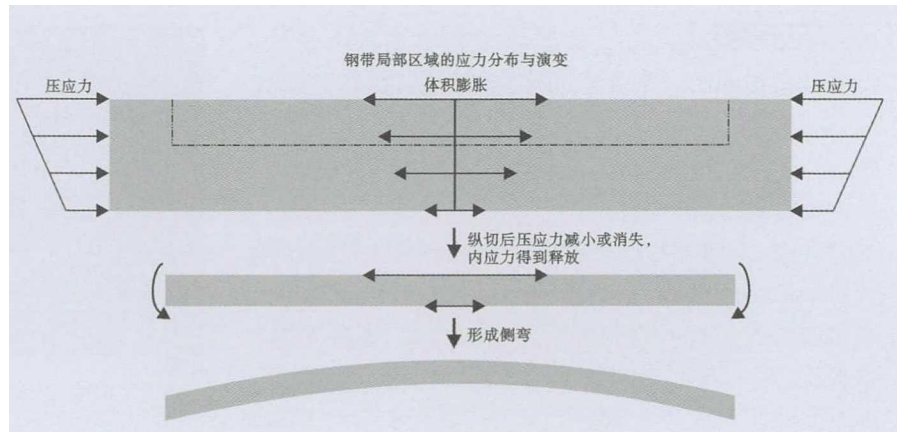 钢带局部区域的应力分布与演变
压应力
体积膨胀
压应力
纵切后压应力减小或消失，
内应力得到释放
形成侧弯